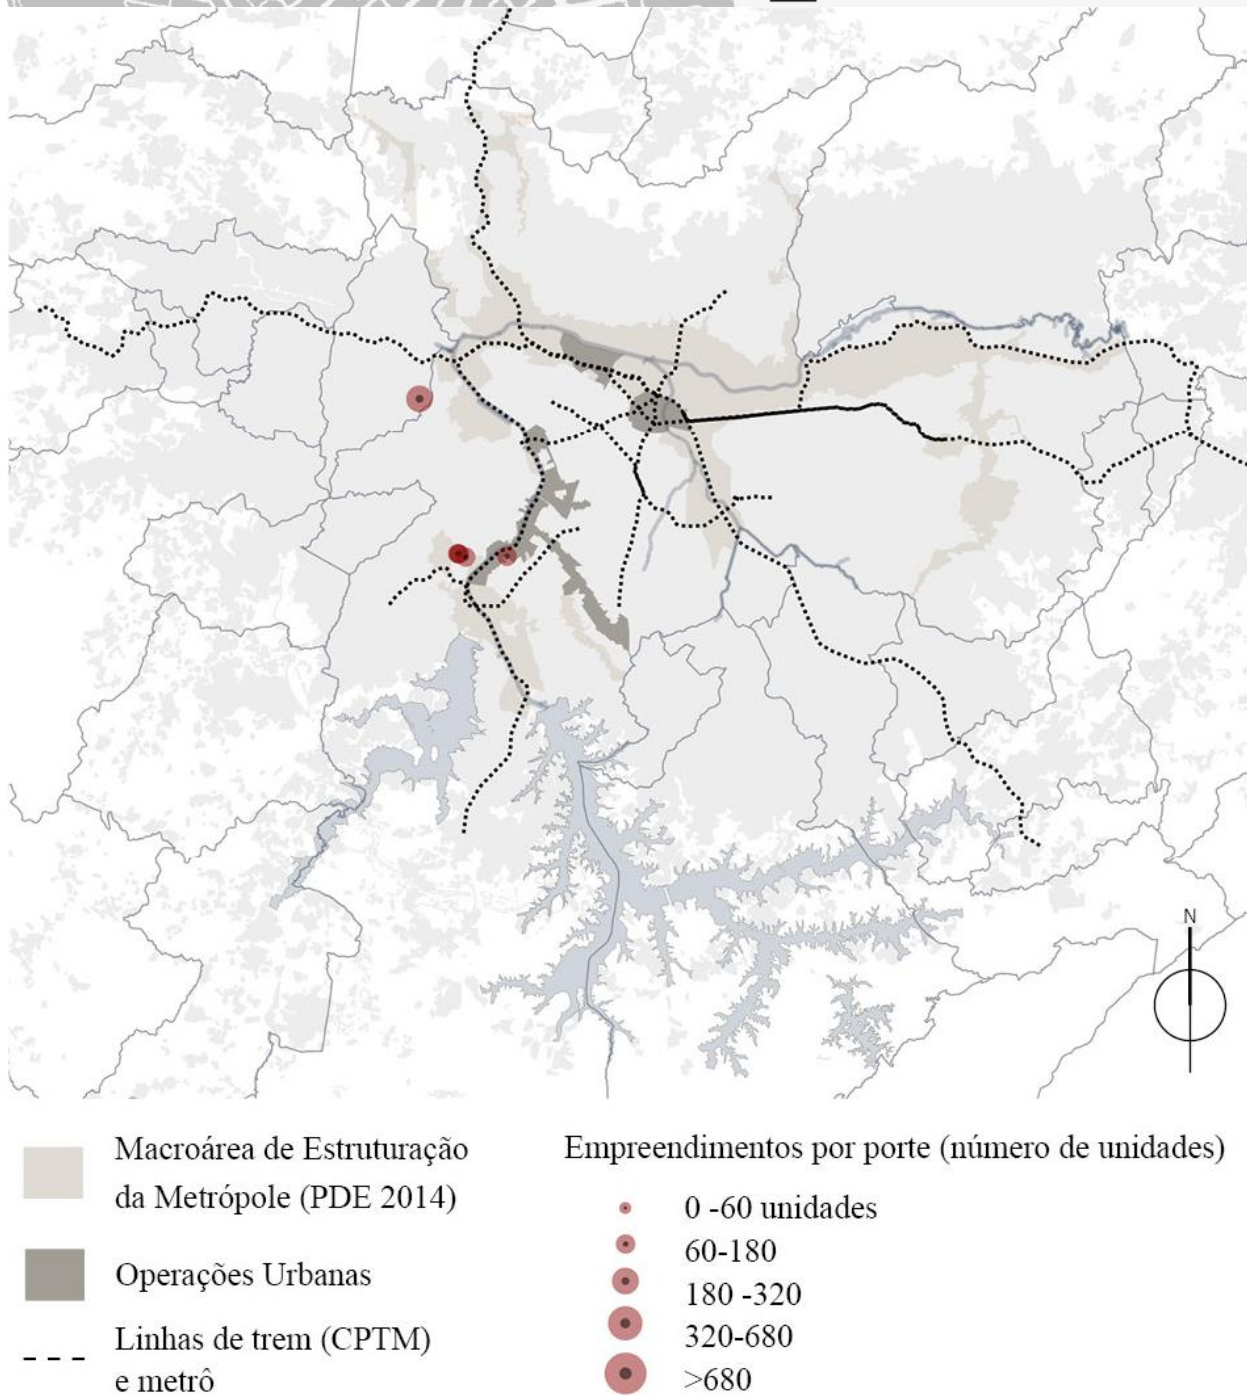 N
Macroárea de Estruturação
da Metrópole (PDE 2014)
Operações Urbanas
Linhas de trem (CPTM)
e metrô
Empreendimentos por porte (número de unidades)
0 -60 unidades
60-180
180 -320
320-680
>680